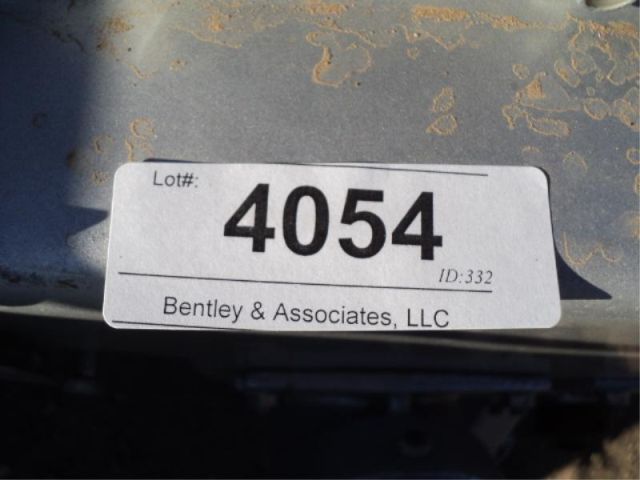 Lot#:
4054
ID:332
Bentley & Associates, LLC